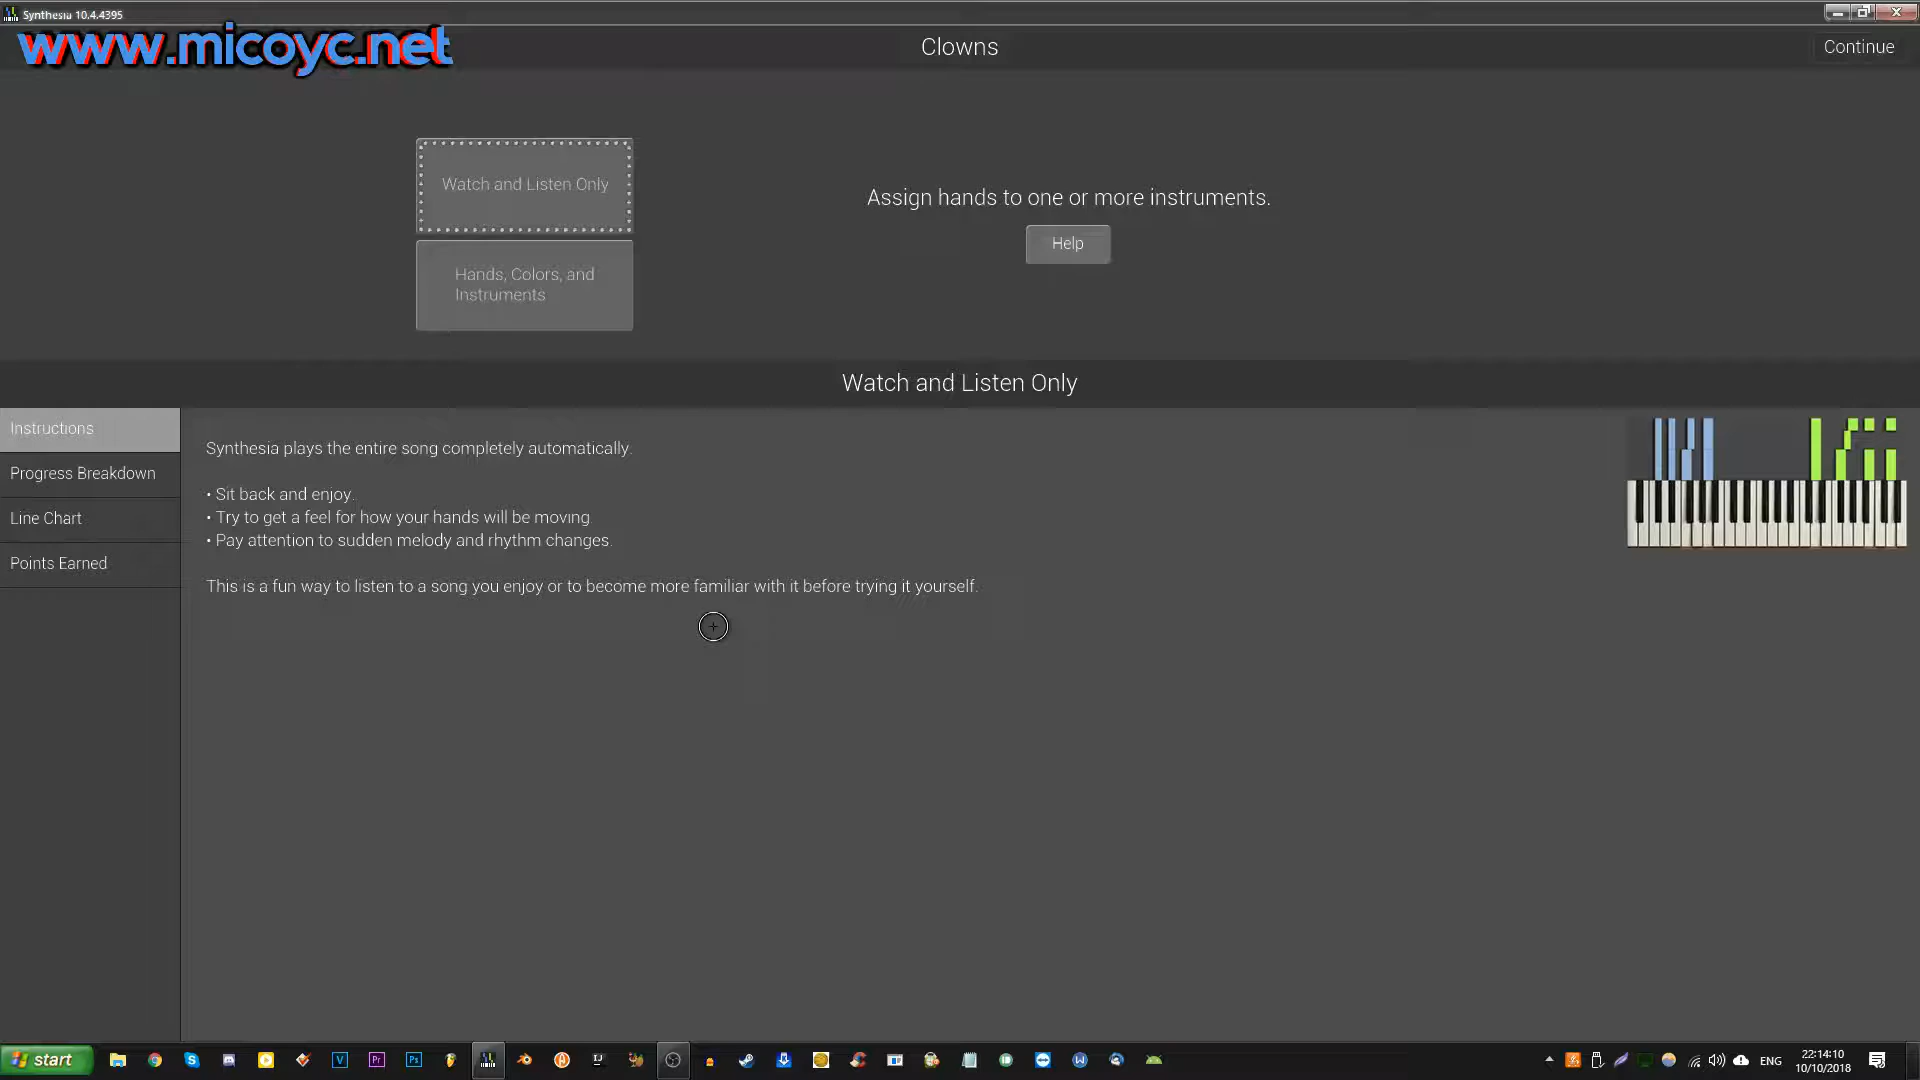 Synthesia 10.4.4395
www.micoyc.net
Clowns
Continue
Watch and Listen Only
Assign hands to one or more instruments.
Help
Hands, Colors, and
Instruments
Watch and Listen Only
Instructions
Progress Breakdown
Line Chart
Points Earned
Synthesia plays the entire song completely automatically.
• Sit back and enjoy.
• Try to get a feel for how your hands will be moving.
• Pay attention to sudden melody and rhythm changes.
This is a fun way to listen to a song you enjoy or to become more familiar with it before trying it yourself.
start
V
Pr
Ps
IJ
W
ENG
22:14:10
10/10/2018